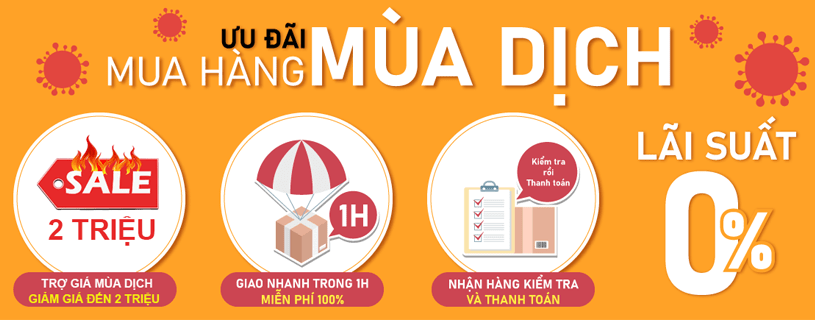 ƯU ĐÃI
MUA HÀNG MÙA DỊCH
SALE
2 TRIỆU
TRỢ GIÁ MÙA DỊCH
GIẢM GIÁ ĐẾN 2 TRIỆU
1H
GIAO NHANH TRONG 1H
MIỄN PHÍ 100%
Kiểm tra
rồi
Thanh toán
NHẬN HÀNG KIỂM TRA
VÀ THANH TOÁN
LÃI SUẤT
0%